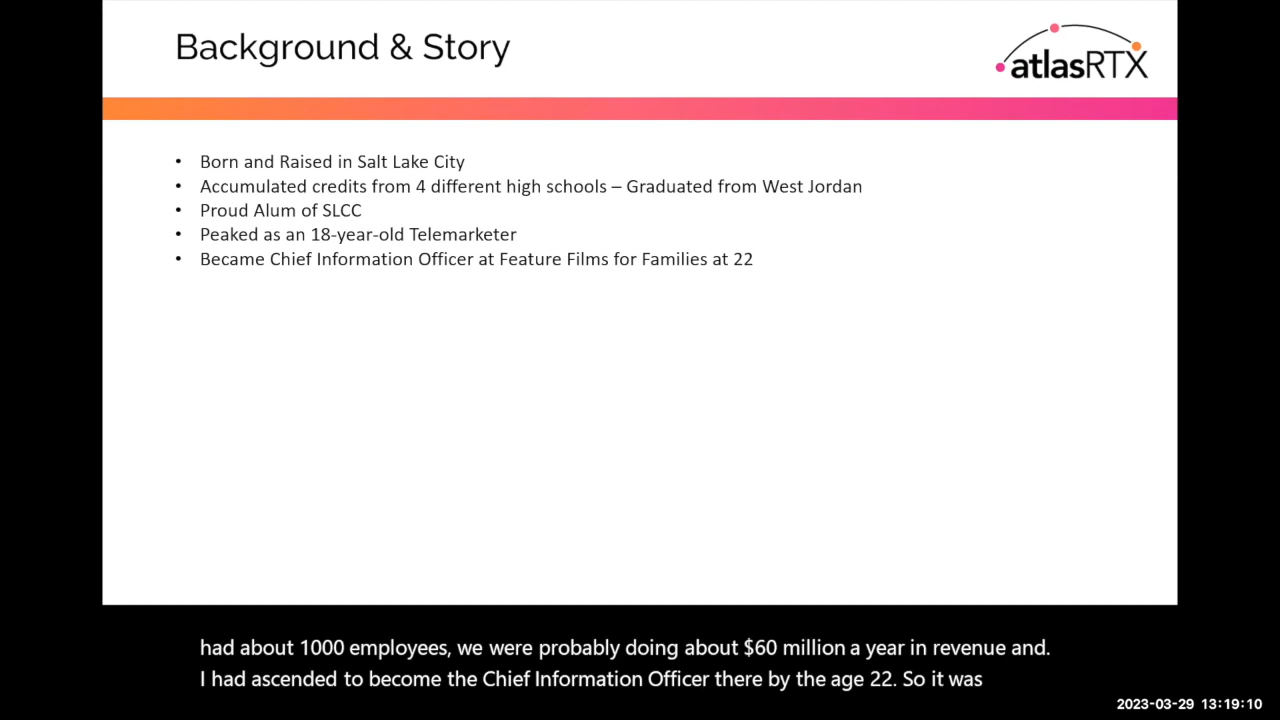 Background & Story
atlasRTX
• Born and Raised in Salt Lake City
• Accumulated credits from 4 different high schools – Graduated from West Jordan
• Proud Alum of SLCC
• Peaked as an 18-year-old Telemarketer
• Became Chief Information Officer at Feature Films for Families at 22
had about 1000 employees, we were probably doing about $60 million a year in revenue and.
I had ascended to become the Chief Information Officer there by the age 22. So it was
2023-03-29 13:19:10